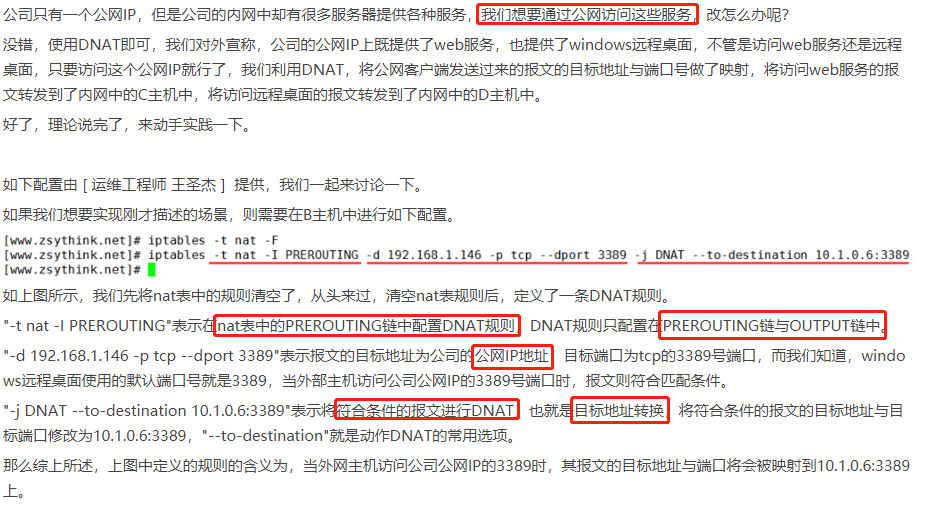 公司只有一个公网IP，但是公司的内网中却有很多服务器提供各种服务，我们想要通过公网访问这些服务，改怎么办呢？
没错，使用DNAT即可，我们对外宣称，公司的公网IP上既提供了web服务，也提供了windows远程桌面，不管是访问web服务还是远程
桌面，只要访问这个公网IP就行了，我们利用DNAT，将公网客户端发送过来的报文的目标地址与端口号做了映射，将访问web服务的报
文转发到了内网中的C主机中，将访问远程桌面的报文转发到了内网中的D主机中。
好了，理论说完了，来动手实践一下。
如下配置由 [ 运维工程师 王圣杰 ] 提供，我们一起来讨论一下。
如果我们想要实现刚才描述的场景，则需要在B主机中进行如下配置。
[www.zsythink.net]# iptables -t nat -F
[www.zsythink.net]# iptables -t nat -I PREROUTING -d 192.168.1.146 -p tcp --dport 3389 -j DNAT --to-destination 10.1.0.6:3389
[www.zsythink.net]#
如上图所示，我们先将nat表中的规则清空了，从头来过，清空nat表规则后，定义了一条DNAT规则。
"-t nat -I PREROUTING"表示在nat表中的PREROUTING链中配置DNAT规则，DNAT规则只配置在PREROUTING链与OUTPUT链中。
"-d 192.168.1.146 -p tcp --dport 3389"表示报文的目标地址为公司的公网IP地址，目标端口为tcp的3389号端口，而我们知道，windo
ws远程桌面使用的默认端口号就是3389，当外部主机访问公司公网IP的3389号端口时，报文则符合匹配条件。
"-j DNAT --to-destination 10.1.0.6:3389"表示将符合条件的报文进行DNAT，也就是目标地址转换，将符合条件的报文的目标地址与目
标端口修改为10.1.0.6:3389，"--to-destination"就是动作DNAT的常用选项。
那么综上所述，上图中定义的规则的含义为，当外网主机访问公司公网IP的3389时，其报文的目标地址与端口将会被映射到10.1.0.6:3389
上。